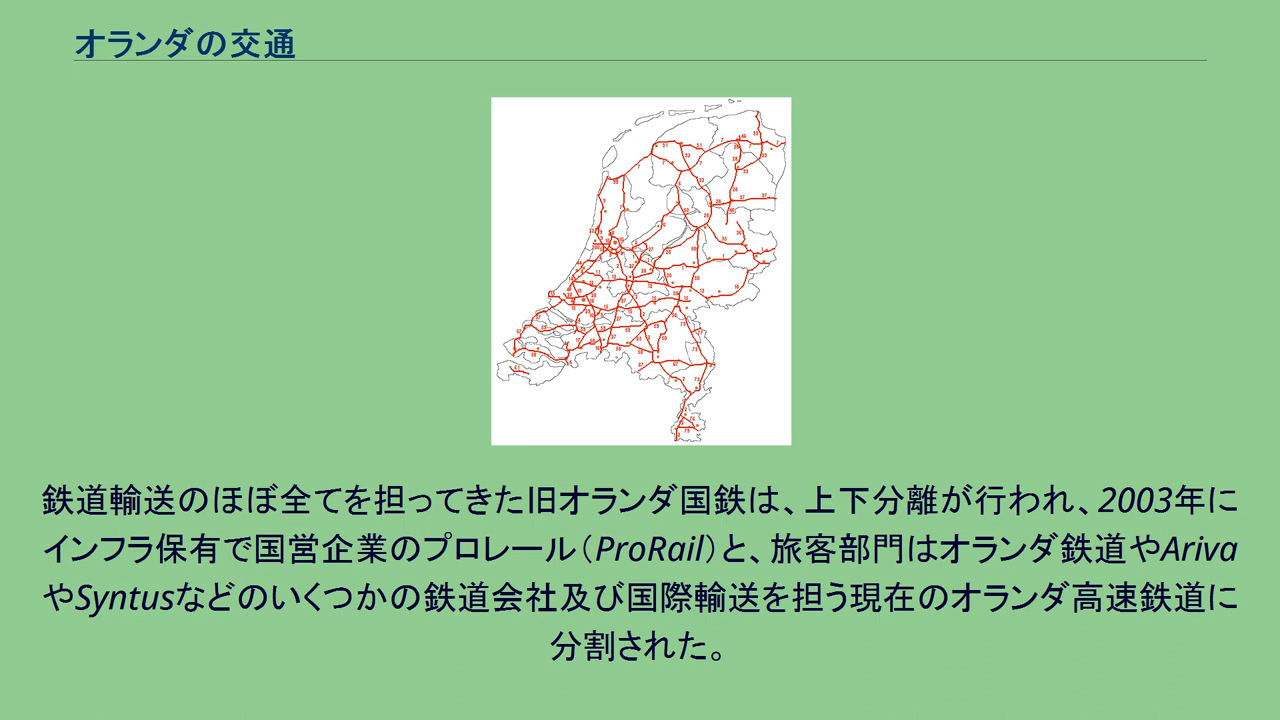 オランダの交通
鉄道輸送のほぼ全てを担ってきた旧オランダ国鉄は、上下分離が行われ、2003年に
インフラ保有で国営企業のプロレール（ProRail）と、旅客部門はオランダ鉄道やAriva
やSyntusなどのいくつかの鉄道会社及び国際輸送を担う現在のオランダ高速鉄道に
分割された。